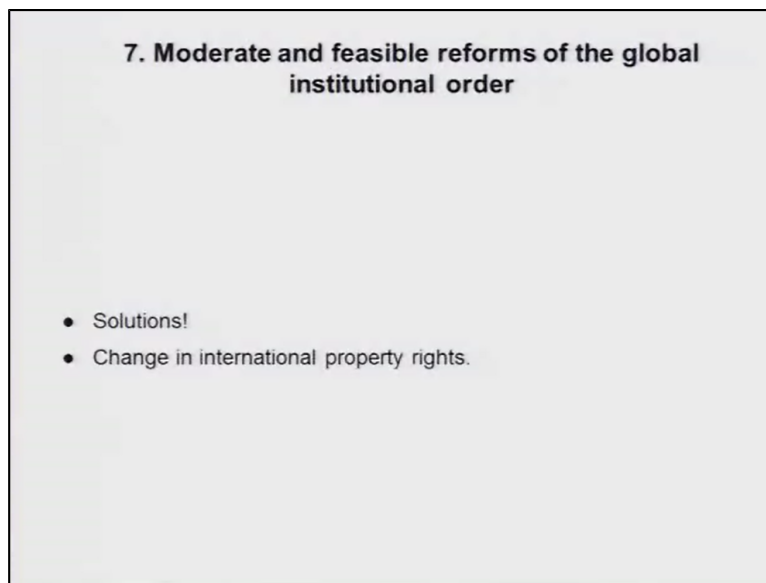 7. Moderate and feasible reforms of the global
institutional order
● Solutions!
● Change in international property rights.